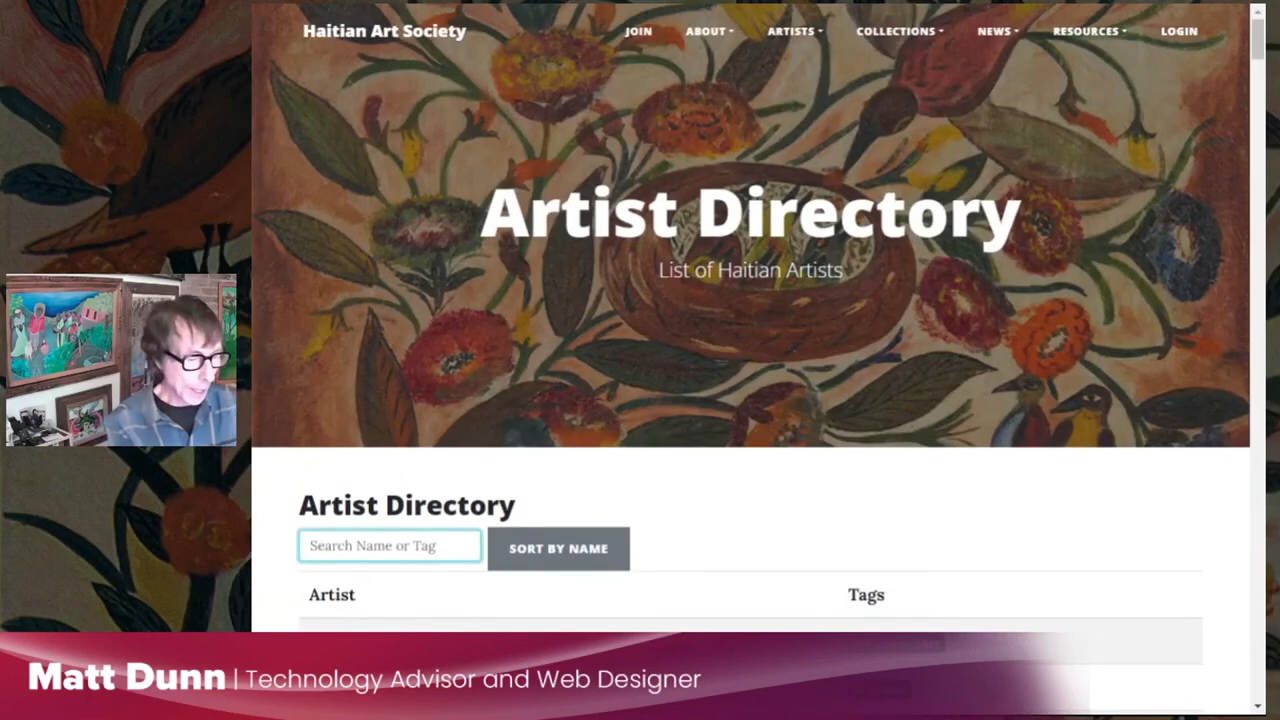 Haitian Art Society
JOIN
ABOUT
ARTISTS
COLLECTIONS
NEWS
RESOURCES
LOGIN
Artist Directory
List of Haitian Artists
Artist Directory
Search Name or Tag
SORT BY NAME
Artist
Tags
Matt Dunn | Technology Advisor and Web Designer